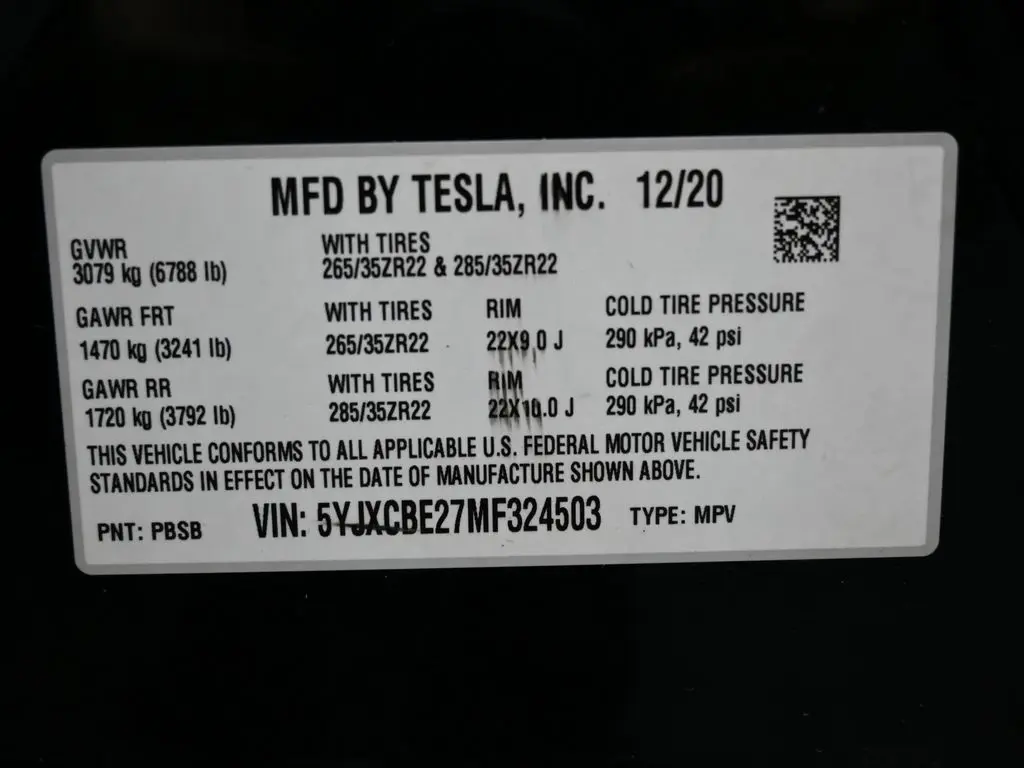 MFD BY TESLA, INC. 12/20
GVWR WITH TIRES
3079 kg (6788 lb) 265/35ZR22 & 285/35ZR22
GAWR FRT WITH TIRES RIM COLD TIRE PRESSURE
1470 kg (3241 lb) 265/35ZR22 22X9.0 J 290 kPa, 42 psi
GAWR RR WITH TIRES RIM COLD TIRE PRESSURE
1720 kg (3792 lb) 285/35ZR22 22X10.0 J 290 kPa, 42 psi
THIS VEHICLE CONFORMS TO ALL APPLICABLE U.S. FEDERAL MOTOR VEHICLE SAFETY
STANDARDS IN EFFECT ON THE DATE OF MANUFACTURE SHOWN ABOVE.
PNT: PBSB VIN: 5YJXCBE27MF324503 TYPE: MPV